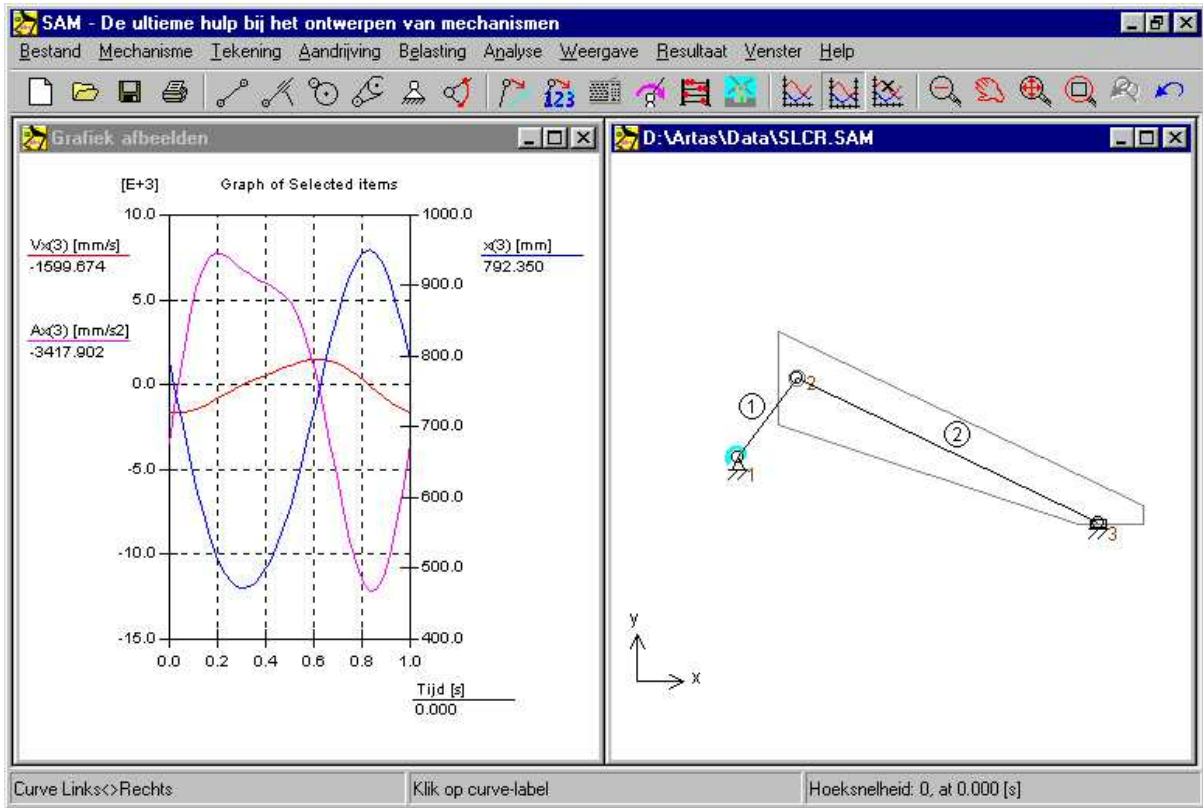 SAM - De ultieme hulp bij het ontwerpen van mechanismen
Bestand Mechanisme Tekening Aandrijving Belasting Analyse Weergave Resultaat Venster Help
123
Grafiek afbeelden
[E+3] Graph of Selected items
10.0 1000.0
Vx(3) [mm/s] x(3) [mm]
-1599.674 792.350
900.0
5.0
Ax(3) [mm/s2]
-3417.902
800.0
0.0
700.0
-5.0
600.0
-10.0
500.0
-15.0 400.0
0.0 0.2 0.4 0.6 0.8 1.0
Tijd [s]
0.000
D:\Artas\Data\SLCR.SAM
2
1
2
1
3
y
x
Curve Links<>Rechts Klik op curve-label Hoeksnelheid: 0, at 0.000 [s]